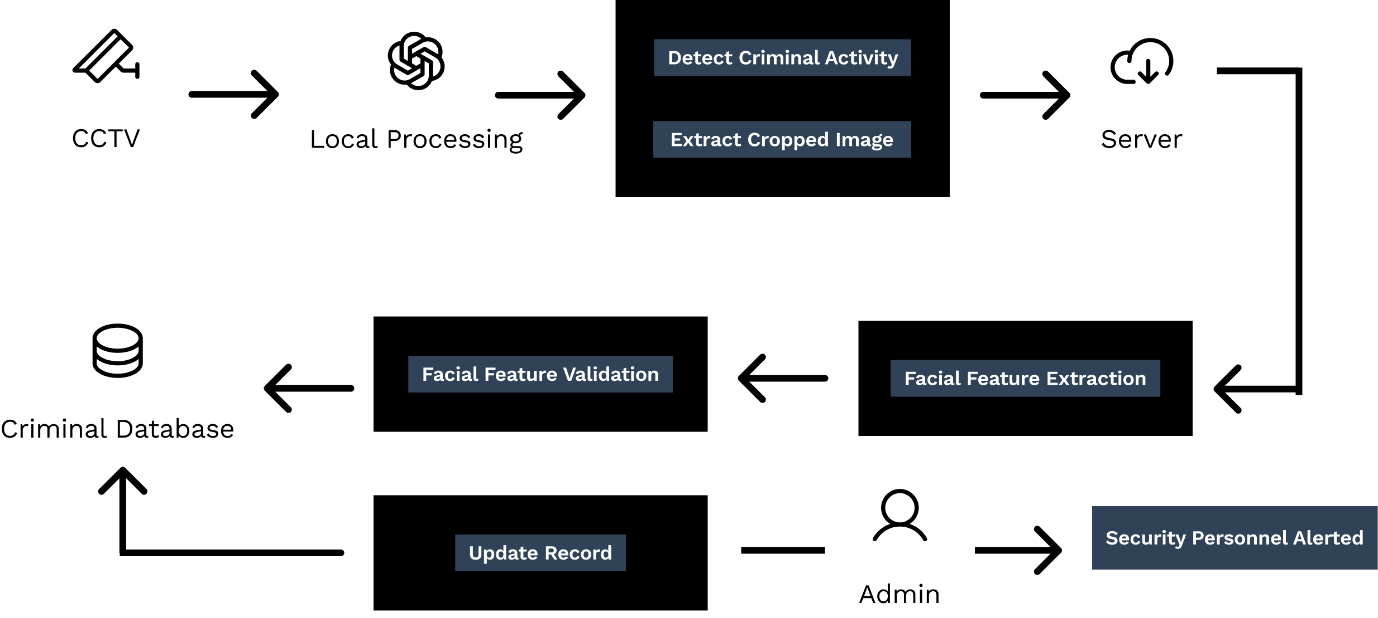 Detect Criminal Activity
CCTV
Local Processing
Extract Cropped Image
Server
Facial Feature Validation
Facial Feature Extraction
Criminal Database
Update Record
Security Personnel Alerted
Admin